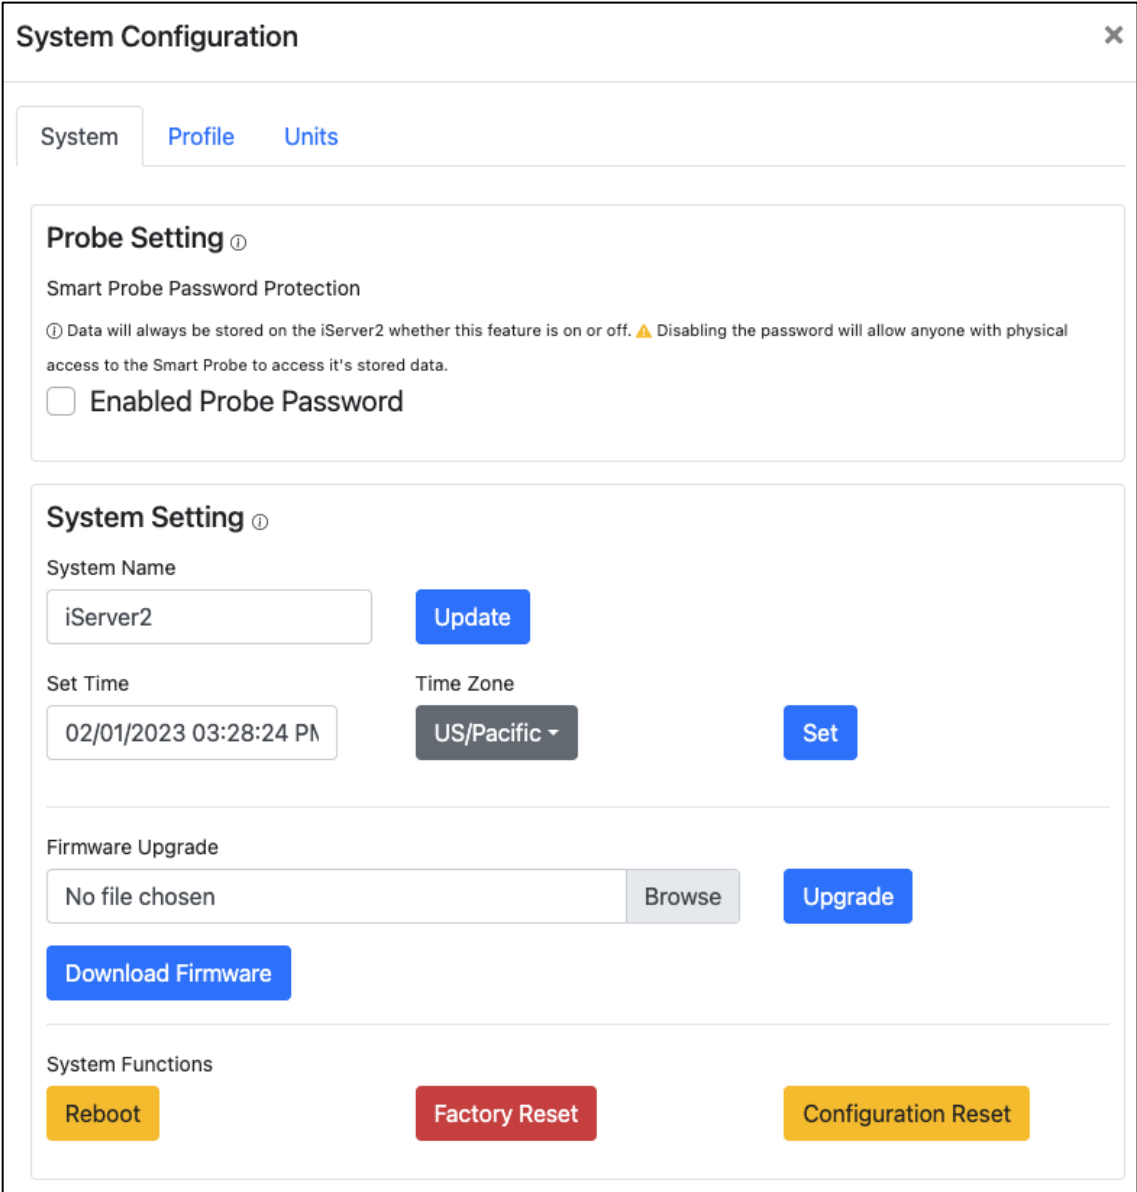 System Configuration ×
System Profile Units
Probe Setting ⓘ
Smart Probe Password Protection
ⓘ Data will always be stored on the iServer2 whether this feature is on or off. ⚠ Disabling the password will allow anyone with physical
access to the Smart Probe to access it's stored data.
Enabled Probe Password
System Setting ⓘ
System Name
iServer2 Update
Set Time Time Zone
02/01/2023 03:28:24 PM US/Pacific Set
Firmware Upgrade
No file chosen Browse Upgrade
Download Firmware
System Functions
Reboot Factory Reset Configuration Reset